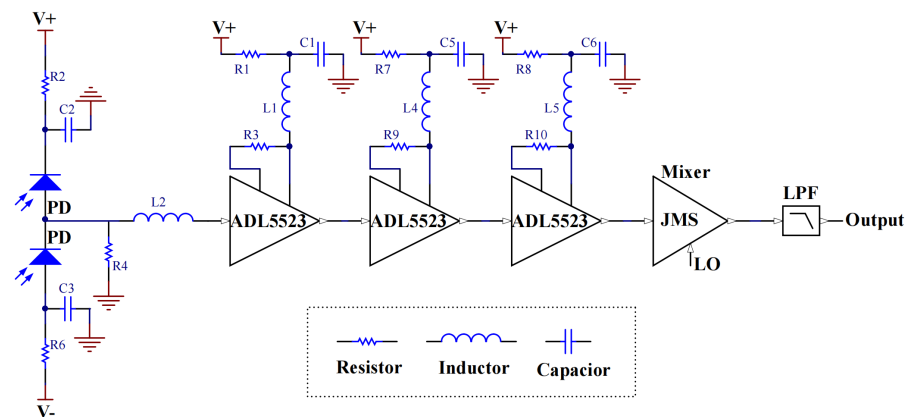 V+
V+
V+
V+
R2
C2
R1
C1
R7
C5
R8
C6
L1
L4
L5
R3
R9
R10
PD
PD
L2
R4
C3
R6
V-
ADL5523
ADL5523
ADL5523
Mixer
JMS
LO
LPF
Output
Resistor
Inductor
Capacior